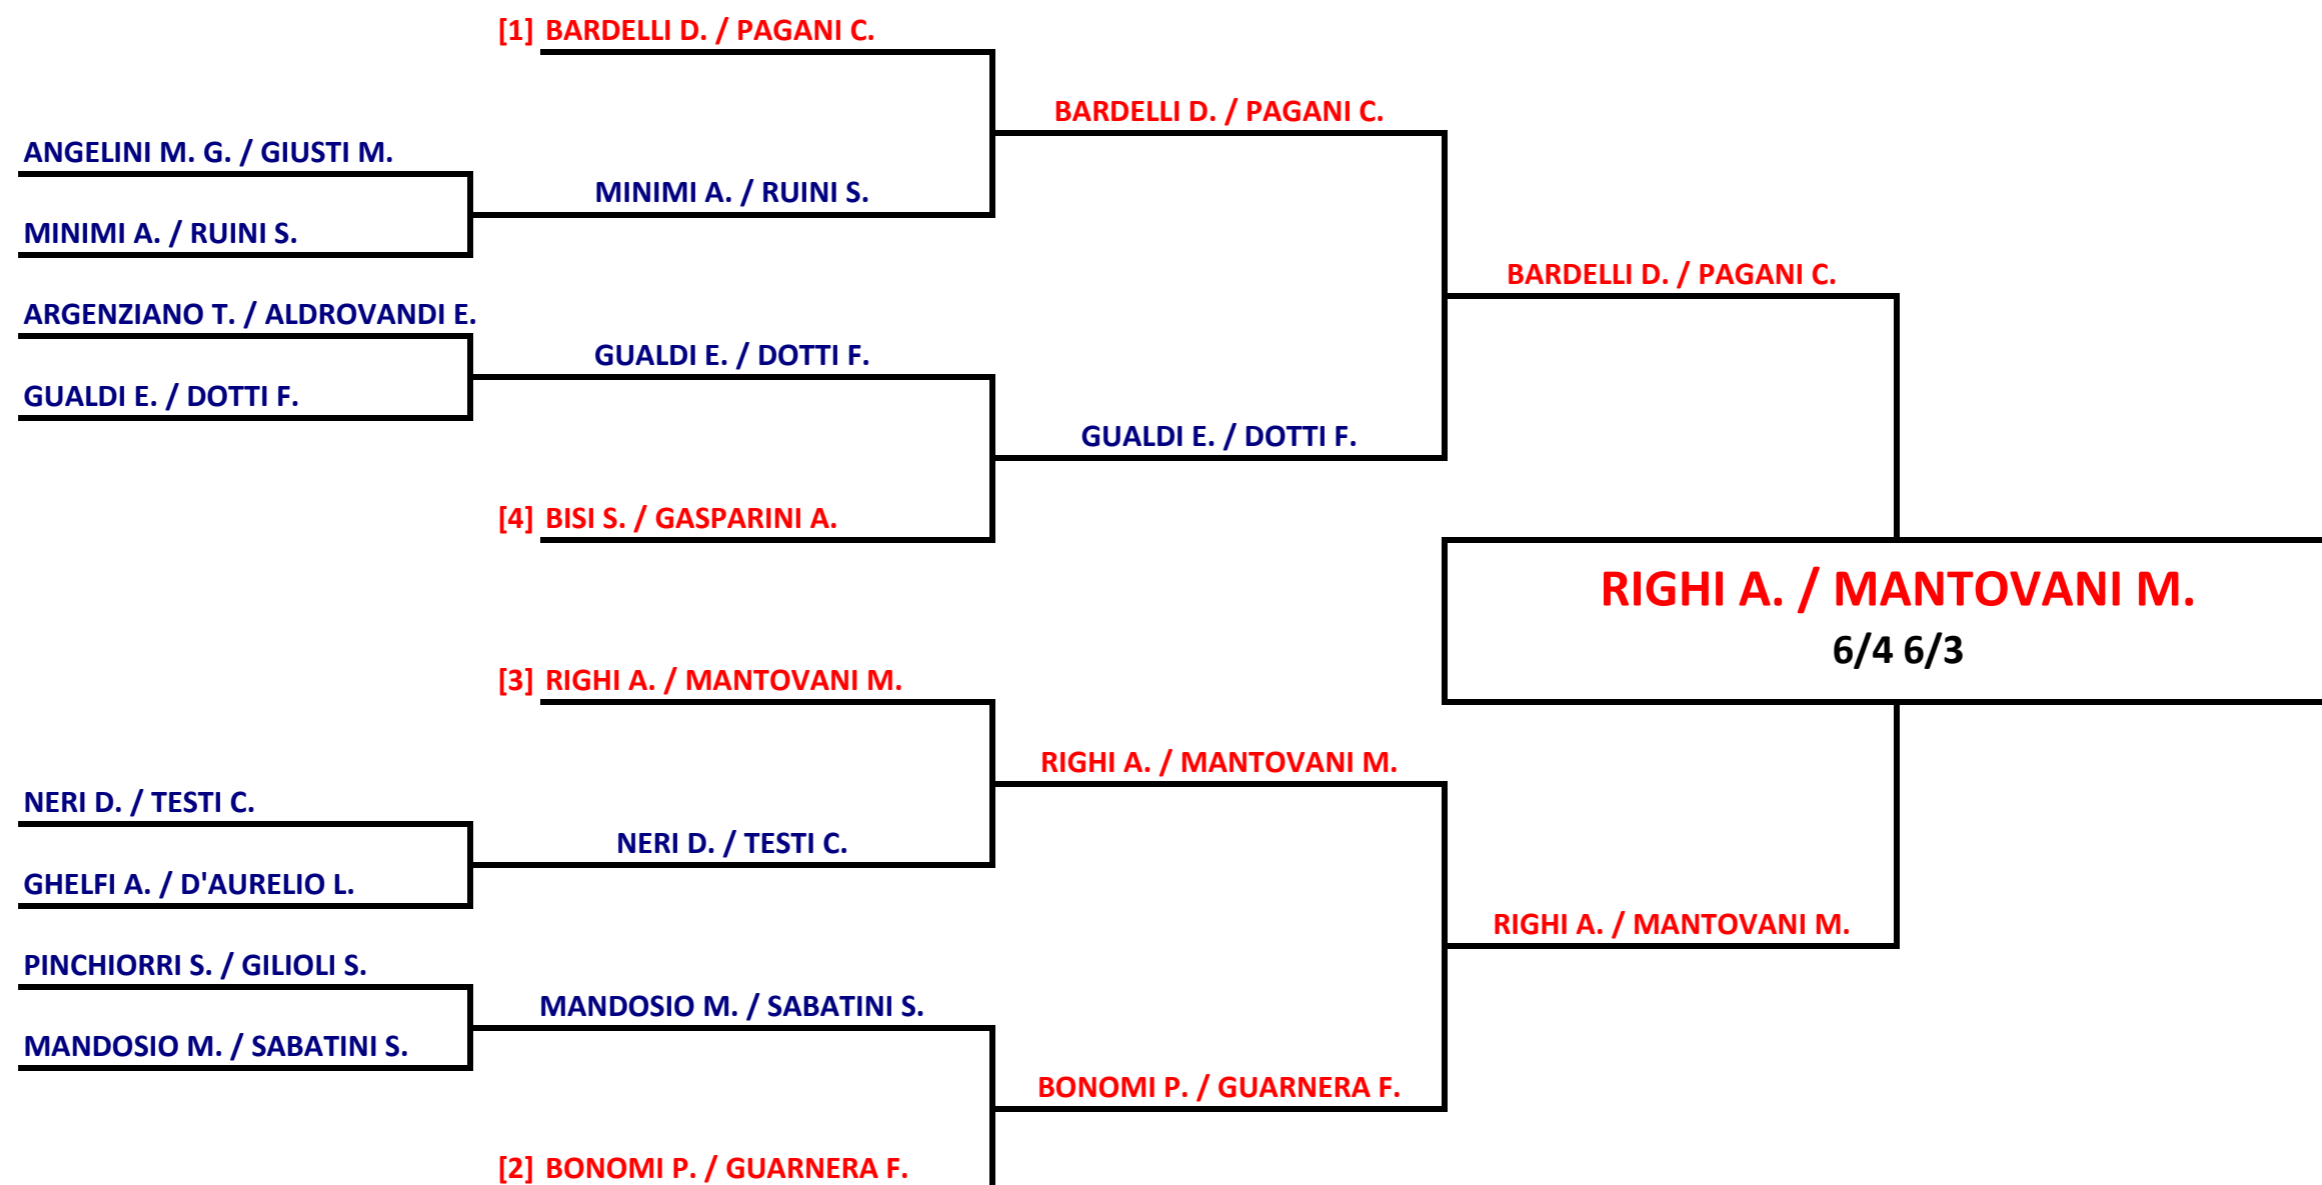 [1] BARDELLI D. / PAGANI C.
BARDELLI D. / PAGANI C.
ANGELINI M. G. / GIUSTI M.
MINIMI A. / RUINI S.
MINIMI A. / RUINI S.
BARDELLI D. / PAGANI C.
ARGENZIANO T. / ALDROVANDI E.
GUALDI E. / DOTTI F.
GUALDI E. / DOTTI F.
GUALDI E. / DOTTI F.
[4] BISI S. / GASPARINI A.
RIGHI A. / MANTOVANI M.
6/4 6/3
[3] RIGHI A. / MANTOVANI M.
RIGHI A. / MANTOVANI M.
NERI D. / TESTI C.
NERI D. / TESTI C.
GHELFI A. / D'AURELIO L.
RIGHI A. / MANTOVANI M.
PINCHIORRI S. / GILIOLI S.
MANDOSIO M. / SABATINI S.
MANDOSIO M. / SABATINI S.
BONOMI P. / GUARNERA F.
[2] BONOMI P. / GUARNERA F.